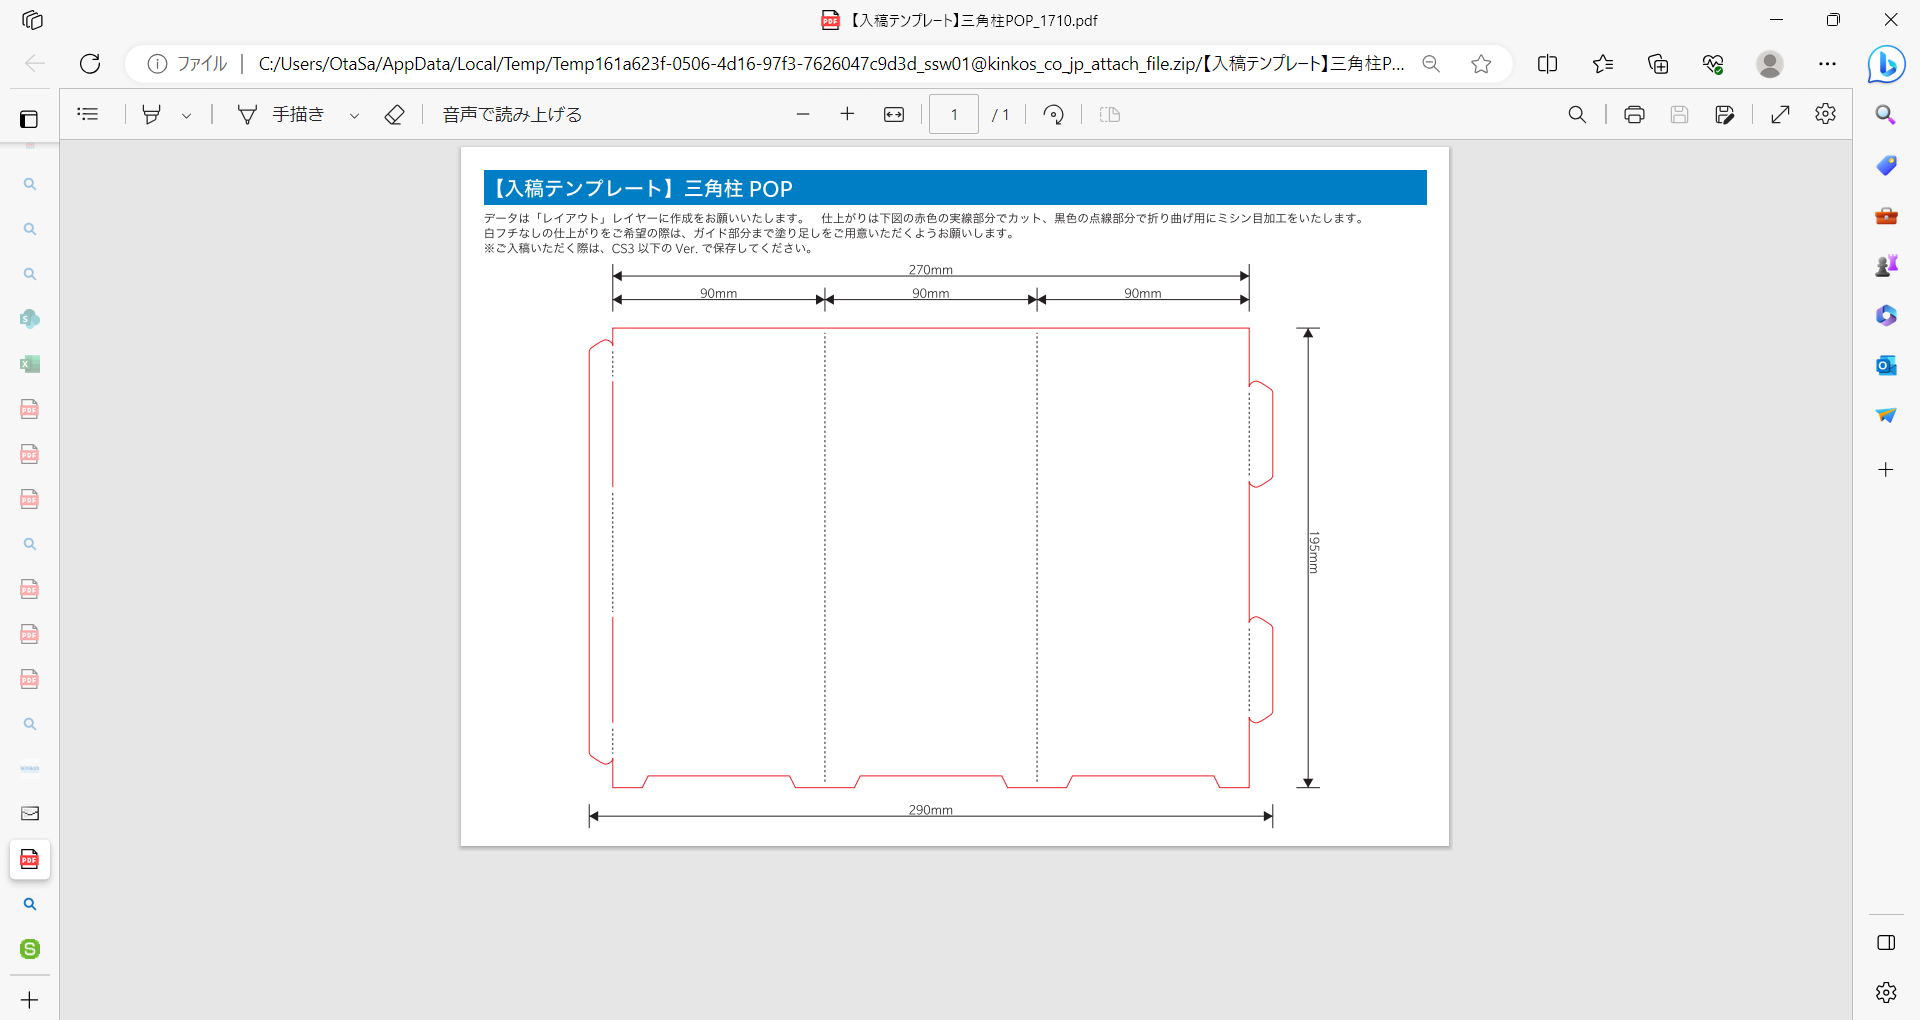 【入稿テンプレート】三角柱POP_1710.pdf
ファイル
C:/Users/OtaSa/AppData/Local/Temp/Temp161a623f-0506-4d16-97f3-7626047c9d3d_ssw01@kinkos_co_jp_attach_file.zip/【入稿テンプレート】三角柱P...
手描き
音声で読み上げる
1
/ 1
【入稿テンプレート】三角柱 POP
データは「レイアウト」レイヤーに作成をお願いいたします。 仕上がりは下図の赤色の実線部分でカット、黒色の点線部分で折り曲げ用にミシン目加工をいたします。
白フチなしの仕上がりをご希望の際は、ガイド部分まで塗り足しをご用意いただくようお願いします。
※ご入稿いただく際は、CS3 以下の Ver. で保存してください。
270mm
90mm
90mm
90mm
195mm
290mm